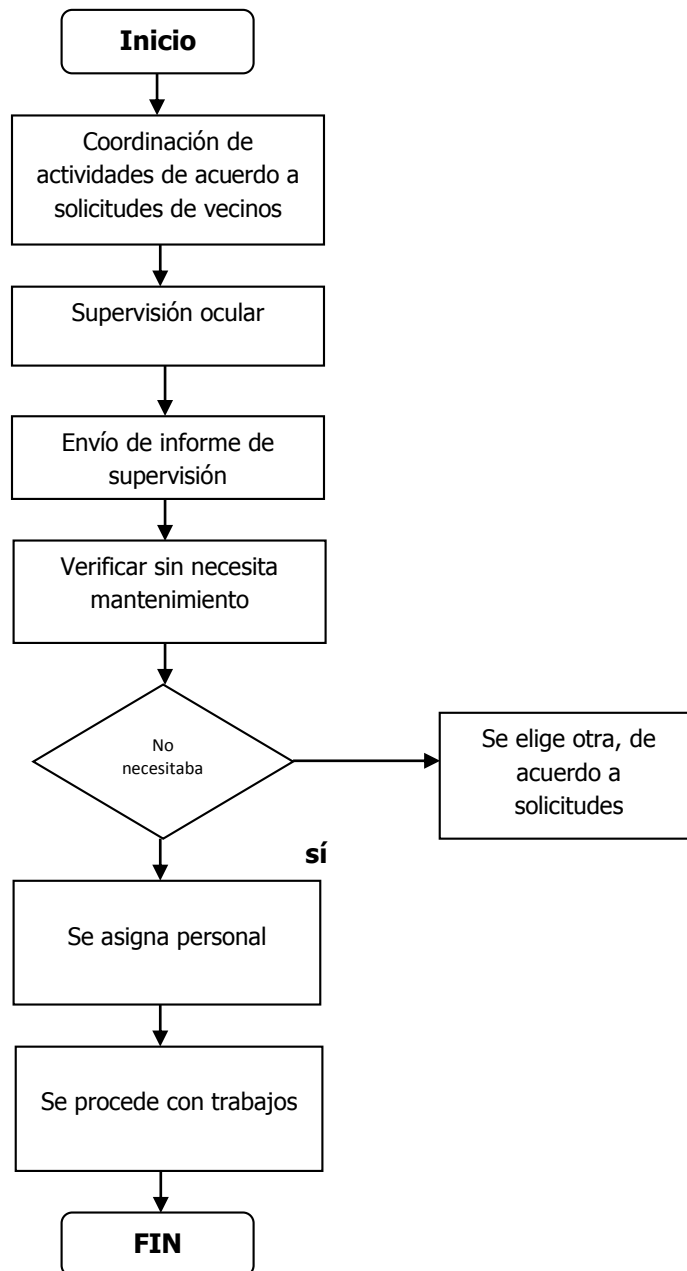 Inicio
Coordinación de
actividades de acuerdo a
solicitudes de vecinos
Supervisión ocular
Envío de informe de
supervisión
Verificar sin necesita
mantenimiento
No
necesitaba
Se elige otra, de
acuerdo a
solicitudes
sí
Se asigna personal
Se procede con trabajos
FIN